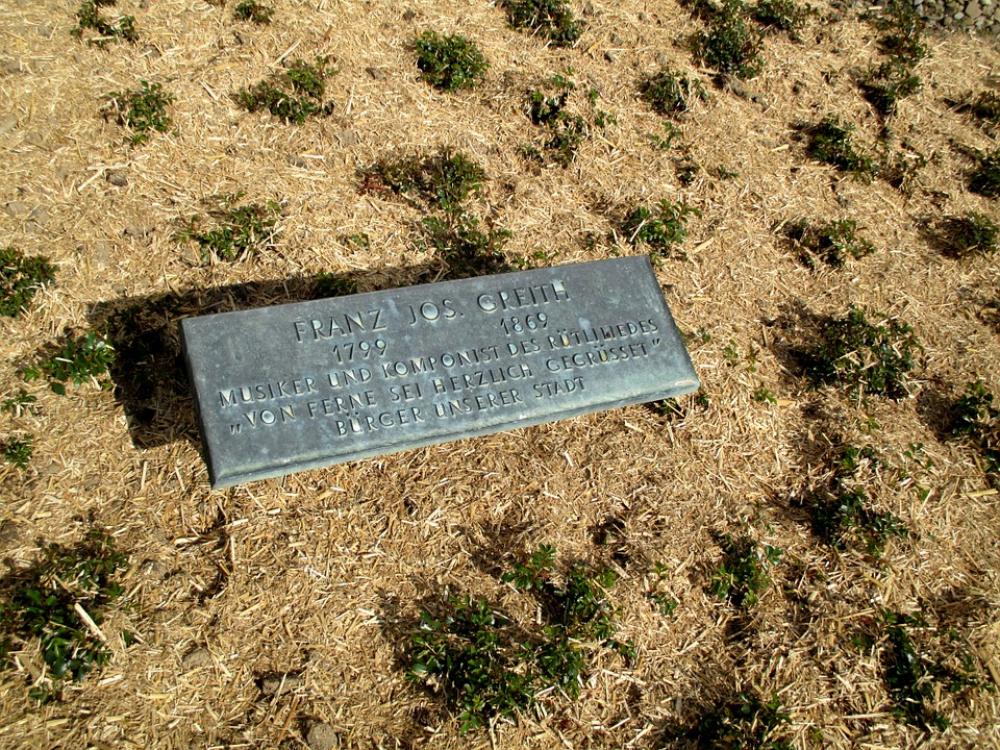 FRANZ JOS. GREITH
1799 1869
MUSIKER UND KOMPONIST DES RÜTLILIEDES
„VON FERNE SEI HERZLICH GEGRÜSSET"
BÜRGER UNSERER STADT